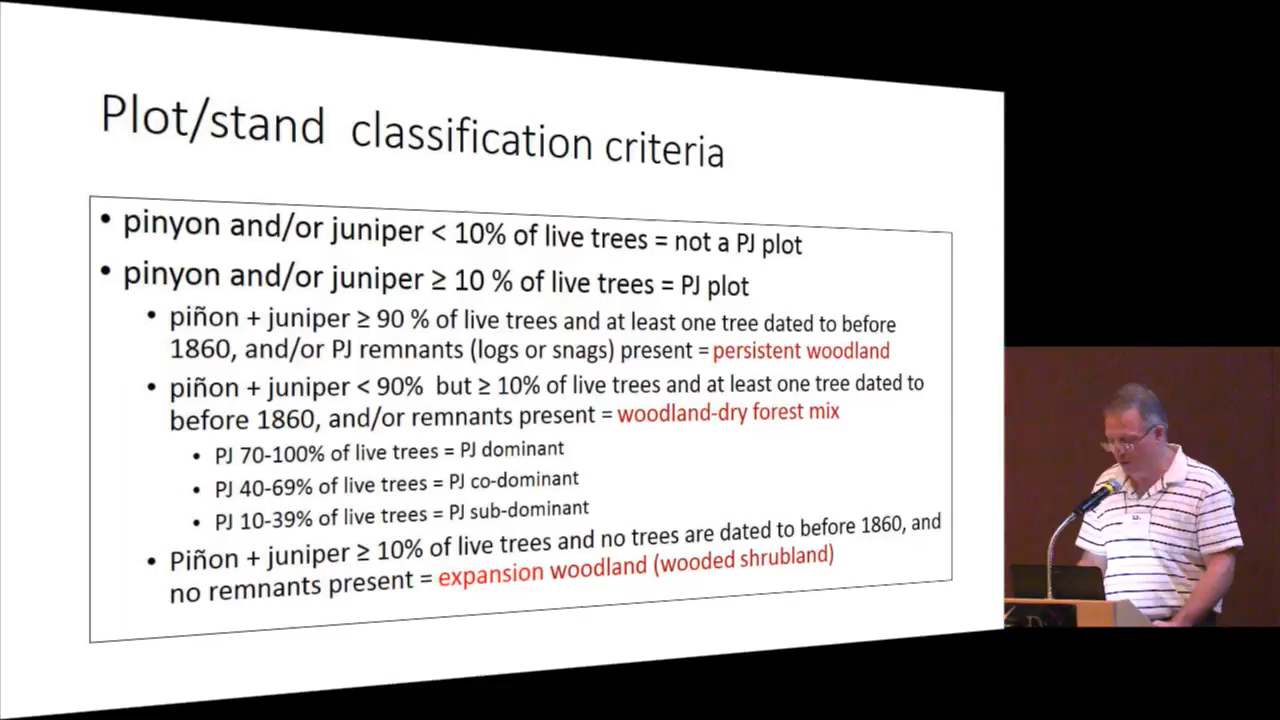 Plot/stand classification criteria
• pinyon and/or juniper < 10% of live trees = not a PJ plot
• pinyon and/or juniper ≥ 10 % of live trees = PJ plot
• piñon + juniper ≥ 90 % of live trees and at least one tree dated to before
1860, and/or PJ remnants (logs or snags) present = persistent woodland
• piñon + juniper < 90% but ≥ 10% of live trees and at least one tree dated to
before 1860, and/or remnants present = woodland-dry forest mix
• PJ 70-100% of live trees = PJ dominant
• PJ 40-69% of live trees = PJ co-dominant
• PJ 10-39% of live trees = PJ sub-dominant
• Piñon + juniper ≥ 10% of live trees and no trees are dated to before 1860, and
no remnants present = expansion woodland (wooded shrubland)